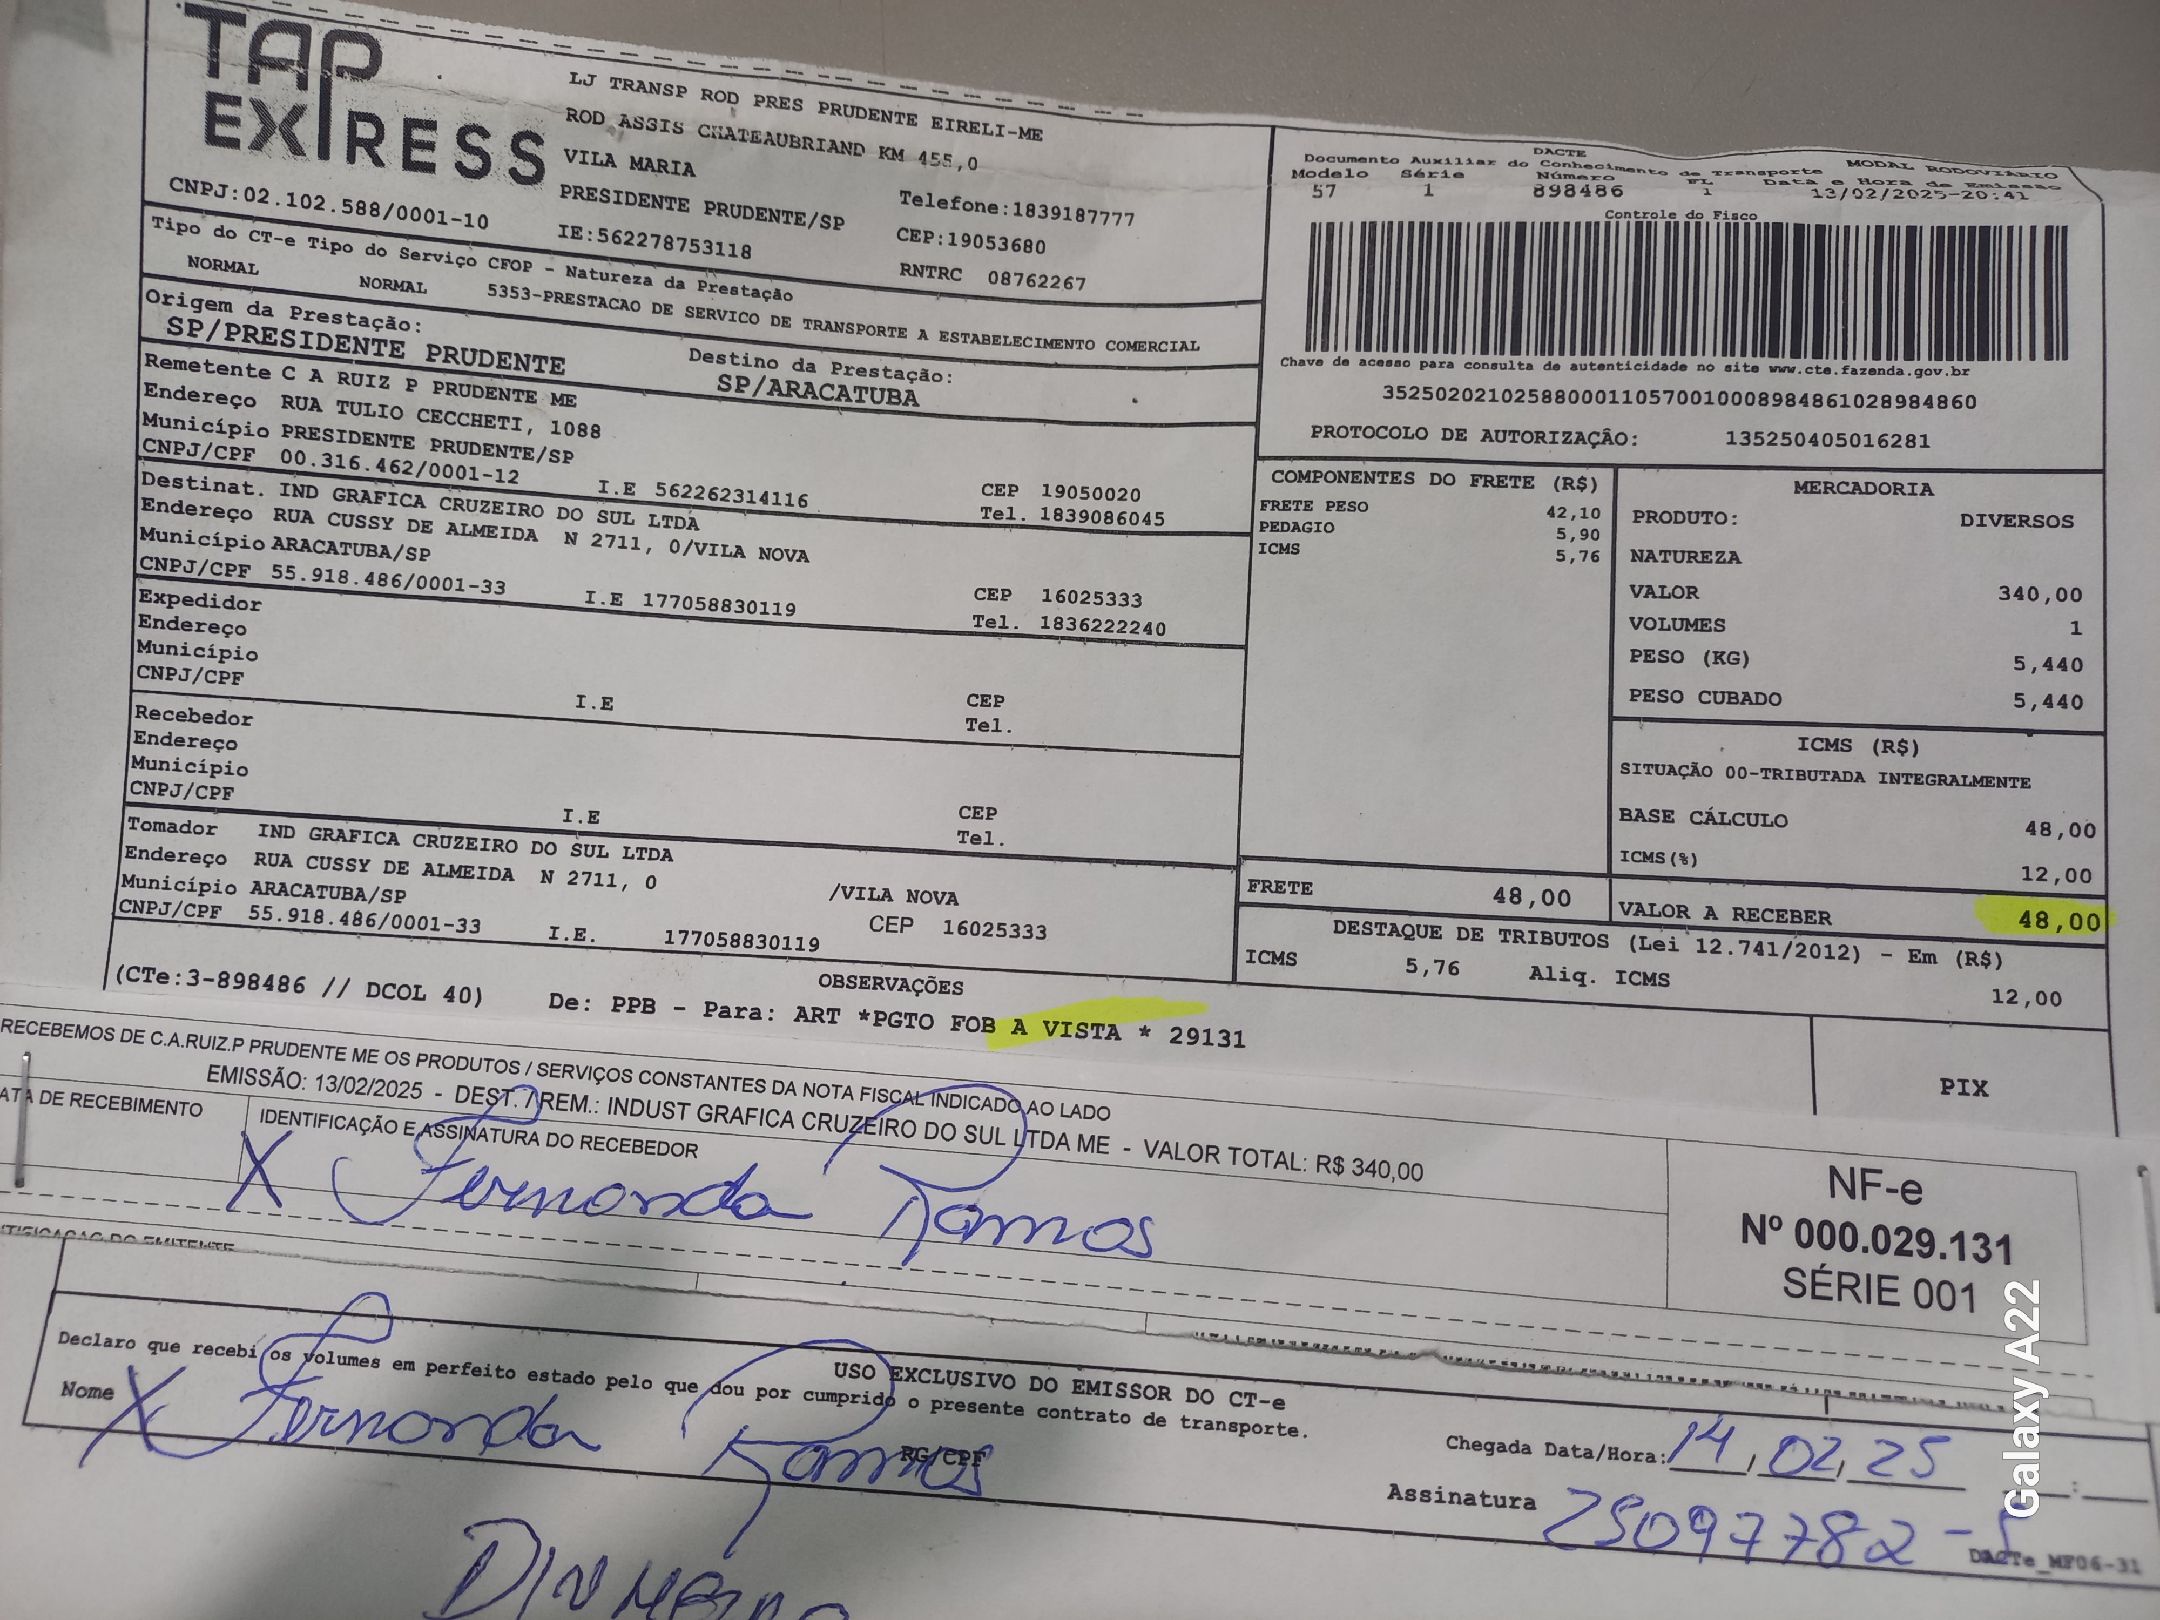 TAP
EXPRESS
LJ TRANSP ROD PRES PRUDENTE EIRELI-ME
ROD ASSIS CHATEAUBRIAND KM 455,0
VILA MARIA
PRESIDENTE PRUDENTE/SP Telefone:1839187777
CNPJ:02.102.588/0001-10 IE:562278753118 CEP:19053680
RNTRC 08762267
Tipo do CT-e Tipo do Serviço CFOP - Natureza da Prestação
NORMAL NORMAL 5353-PRESTACAO DE SERVICO DE TRANSPORTE A ESTABELECIMENTO COMERCIAL
Origem da Prestação: Destino da Prestação:
SP/PRESIDENTE PRUDENTE SP/ARACATUBA
Remetente C A RUIZ P PRUDENTE ME
Endereço RUA TULIO CECCHETI, 1088
Município PRESIDENTE PRUDENTE/SP CEP 19050020
CNPJ/CPF 00.316.462/0001-12 I.E 562262314116 Tel. 1839086045
Destinat. IND GRAFICA CRUZEIRO DO SUL LTDA
Endereço RUA CUSSY DE ALMEIDA N 2711, 0/VILA NOVA
Município ARACATUBA/SP CEP 16025333
CNPJ/CPF 55.918.486/0001-33 I.E 177058830119 Tel. 1836222240
Expedidor
Endereço
Município CEP
CNPJ/CPF I.E Tel.
Recebedor
Endereço
Município CEP
CNPJ/CPF I.E Tel.
Tomador IND GRAFICA CRUZEIRO DO SUL LTDA
Endereço RUA CUSSY DE ALMEIDA N 2711, 0 /VILA NOVA
Município ARACATUBA/SP CEP 16025333
CNPJ/CPF 55.918.486/0001-33 I.E. 177058830119
DACTE
Documento Auxiliar do Conhecimento de Transporte MODAL RODOVIÁRIO
Modelo Série Número FL Data e Hora de Emissão
57 1 898486 1 13/02/2025-20:41
Controle do Fisco
Chave de acesso para consulta de autenticidade no site www.cte.fazenda.gov.br
35250202102588000110570010008984861028984860
PROTOCOLO DE AUTORIZAÇÃO: 135250405016281
COMPONENTES DO FRETE (R$)
FRETE PESO 42,10
PEDAGIO 5,90
ICMS 5,76
MERCADORIA
PRODUTO: DIVERSOS
NATUREZA
VALOR 340,00
VOLUMES 1
PESO (KG) 5,440
PESO CUBADO 5,440
ICMS (R$)
SITUAÇÃO 00-TRIBUTADA INTEGRALMENTE
BASE CÁLCULO 48,00
ICMS(%) 12,00
FRETE 48,00 VALOR A RECEBER 48,00
DESTAQUE DE TRIBUTOS (Lei 12.741/2012) - Em (R$)
ICMS 5,76 Aliq. ICMS 12,00
OBSERVAÇÕES
(CTe:3-898486 // DCOL 40) De: PPB - Para: ART *PGTO FOB A VISTA * 29131
PIX
RECEBEMOS DE C.A.RUIZ.P PRUDENTE ME OS PRODUTOS / SERVIÇOS CONSTANTES DA NOTA FISCAL INDICADO AO LADO
EMISSÃO: 13/02/2025 - DEST. / REM.: INDUST GRAFICA CRUZEIRO DO SUL LTDA ME - VALOR TOTAL: R$ 340,00
ATA DE RECEBIMENTO IDENTIFICAÇÃO E ASSINATURA DO RECEBEDOR
X Fernanda Ramos
NF-e
Nº 000.029.131
SÉRIE 001
USO EXCLUSIVO DO EMISSOR DO CT-e
Declaro que recebi os volumes em perfeito estado pelo que dou por cumprido o presente contrato de transporte.
Nome X Fernanda Ramos RG/CPF
Chegada Data/Hora: 14/02/25 :
Assinatura 25097782-5
DACTe_MF06-31
DINHEIRO
Galaxy A22